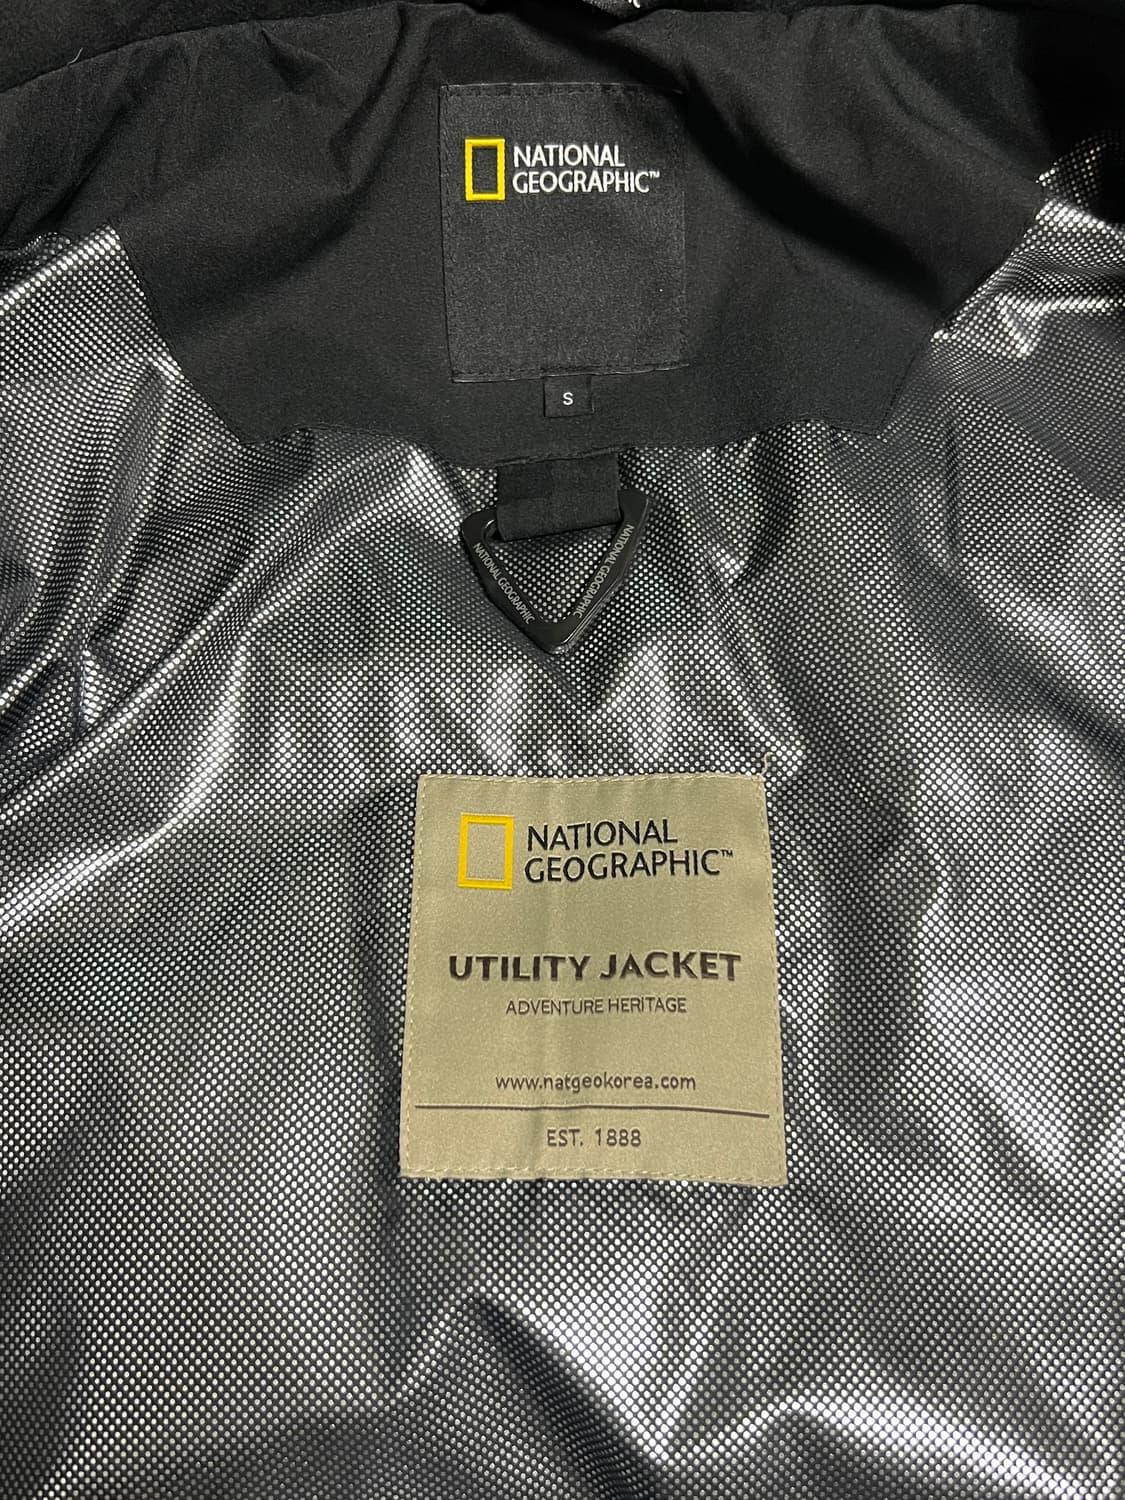 NATIONAL
GEOGRAPHIC™
S
NATIONAL GEOGRAPHIC
NATIONAL GEOGRAPHIC
NATIONAL
GEOGRAPHIC™
UTILITY JACKET
ADVENTURE HERITAGE
www.natgeokorea.com
EST. 1888